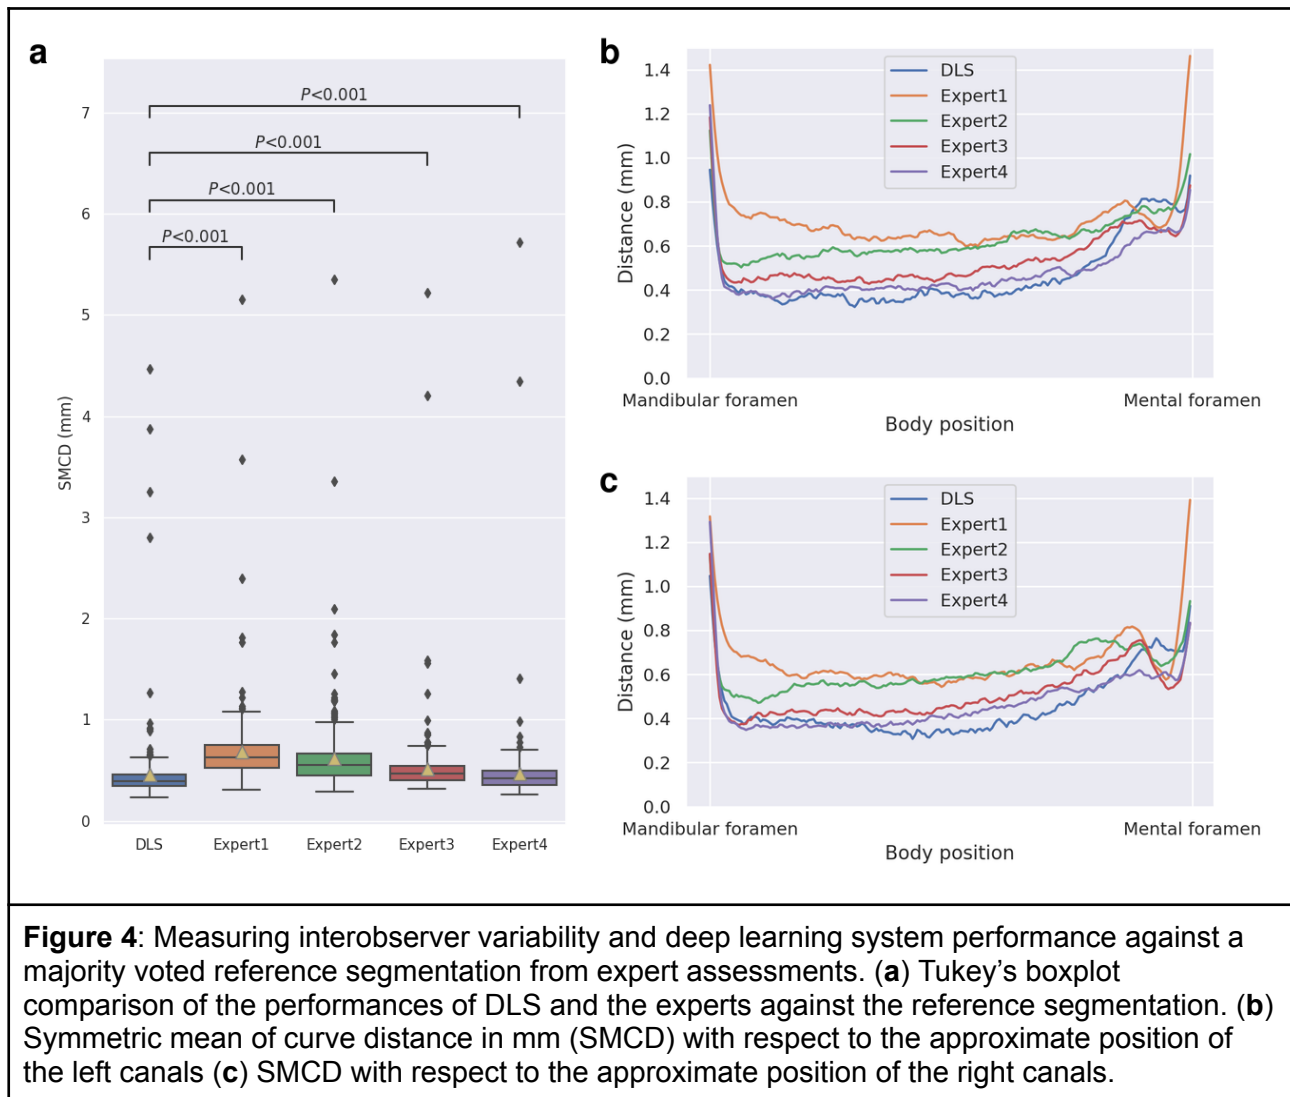 a
P<0.001
P<0.001
P<0.001
P<0.001
7
6
5
4
3
2
1
0
SMCD (mm)
DLS
Expert1
Expert2
Expert3
Expert4
b
DLS
Expert1
Expert2
Expert3
Expert4
1.4
1.2
1.0
0.8
0.6
0.4
0.2
0.0
Distance (mm)
Mandibular foramen
Mental foramen
Body position
c
DLS
Expert1
Expert2
Expert3
Expert4
1.4
1.2
1.0
0.8
0.6
0.4
0.2
0.0
Distance (mm)
Mandibular foramen
Mental foramen
Body position
Figure 4: Measuring interobserver variability and deep learning system performance against a
majority voted reference segmentation from expert assessments. (a) Tukey's boxplot
comparison of the performances of DLS and the experts against the reference segmentation. (b)
Symmetric mean of curve distance in mm (SMCD) with respect to the approximate position of
the left canals (c) SMCD with respect to the approximate position of the right canals.